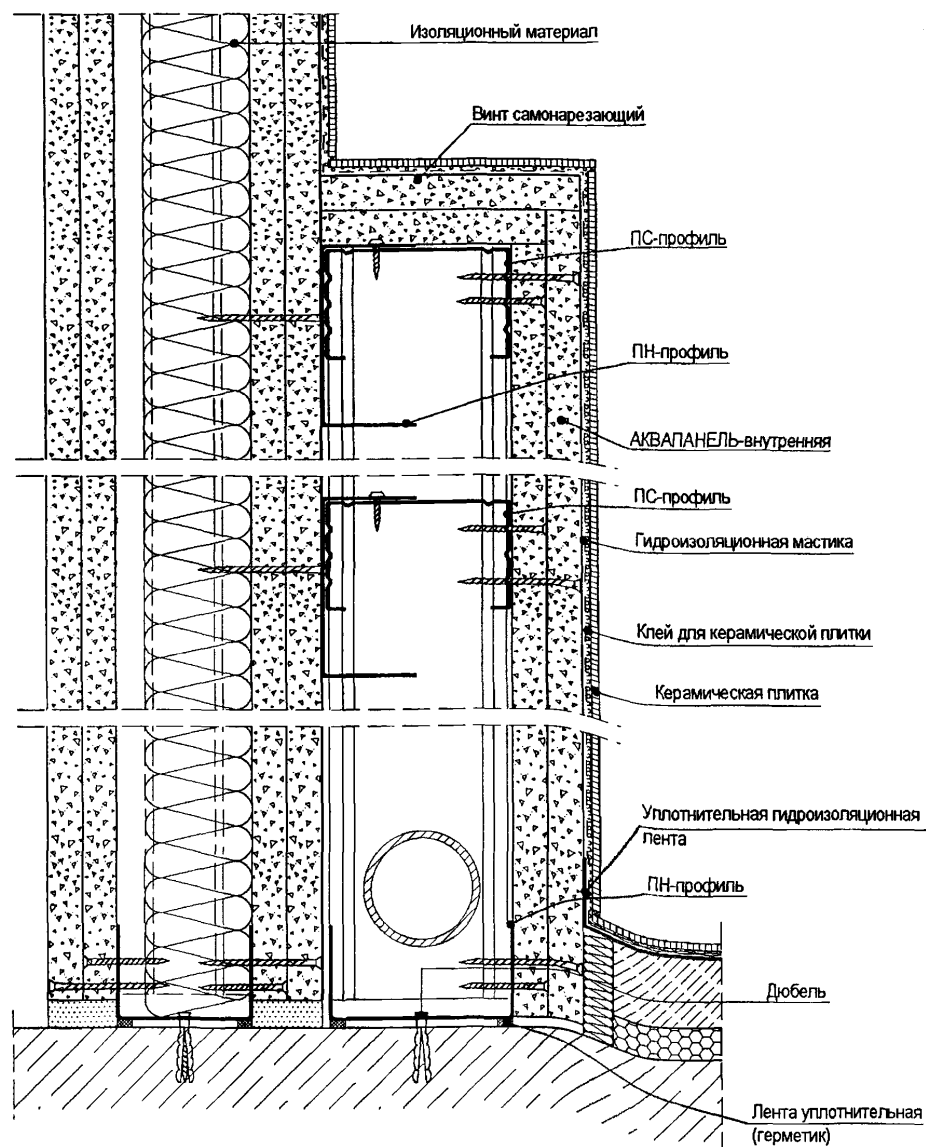 Изоляционный материал
Винт самонарезающий
ПС-профиль
ПН-профиль
АКВАПАНЕЛЬ-внутренняя
ПС-профиль
Гидроизоляционная мастика
Клей для керамической плитки
Керамическая плитка
Уплотнительная гидроизоляционная
лента
ПН-профиль
Дюбель
Лента уплотнительная
(герметик)